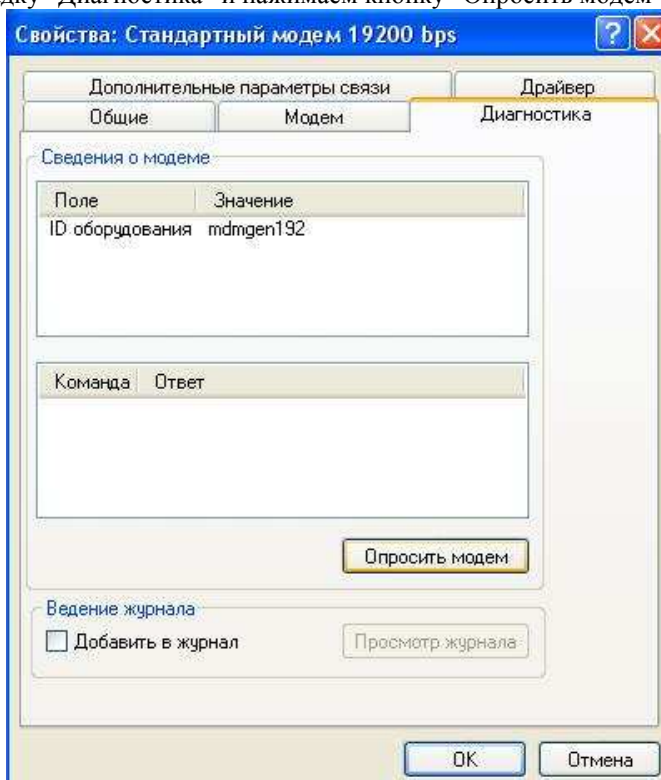 дку "Диагностика" и нажимаем кнопку "Опросить модем"
Свойства: Стандартный модем 19200 bps
Дополнительные параметры связи Драйвер
Общие Модем Диагностика
Сведения о модеме
Поле Значение
ID оборудования mdmgen192
Команда Ответ
Опросить модем
Ведение журнала
Добавить в журнал Просмотр журнала
OK Отмена